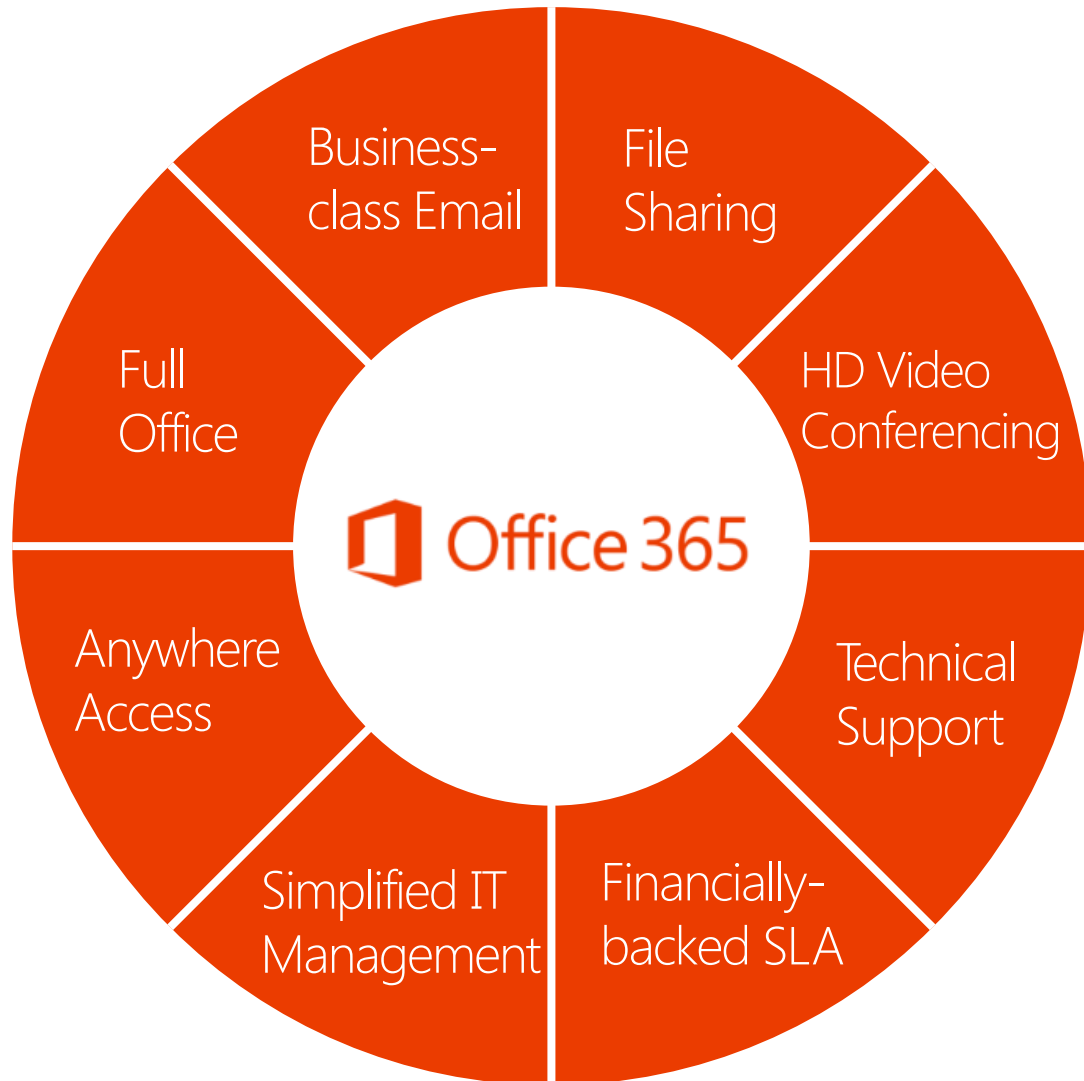 Business-
class Email
File
Sharing
HD Video
Conferencing
Technical
Support
Financially-
backed SLA
Simplified IT
Management
Anywhere
Access
Full
Office
Office 365